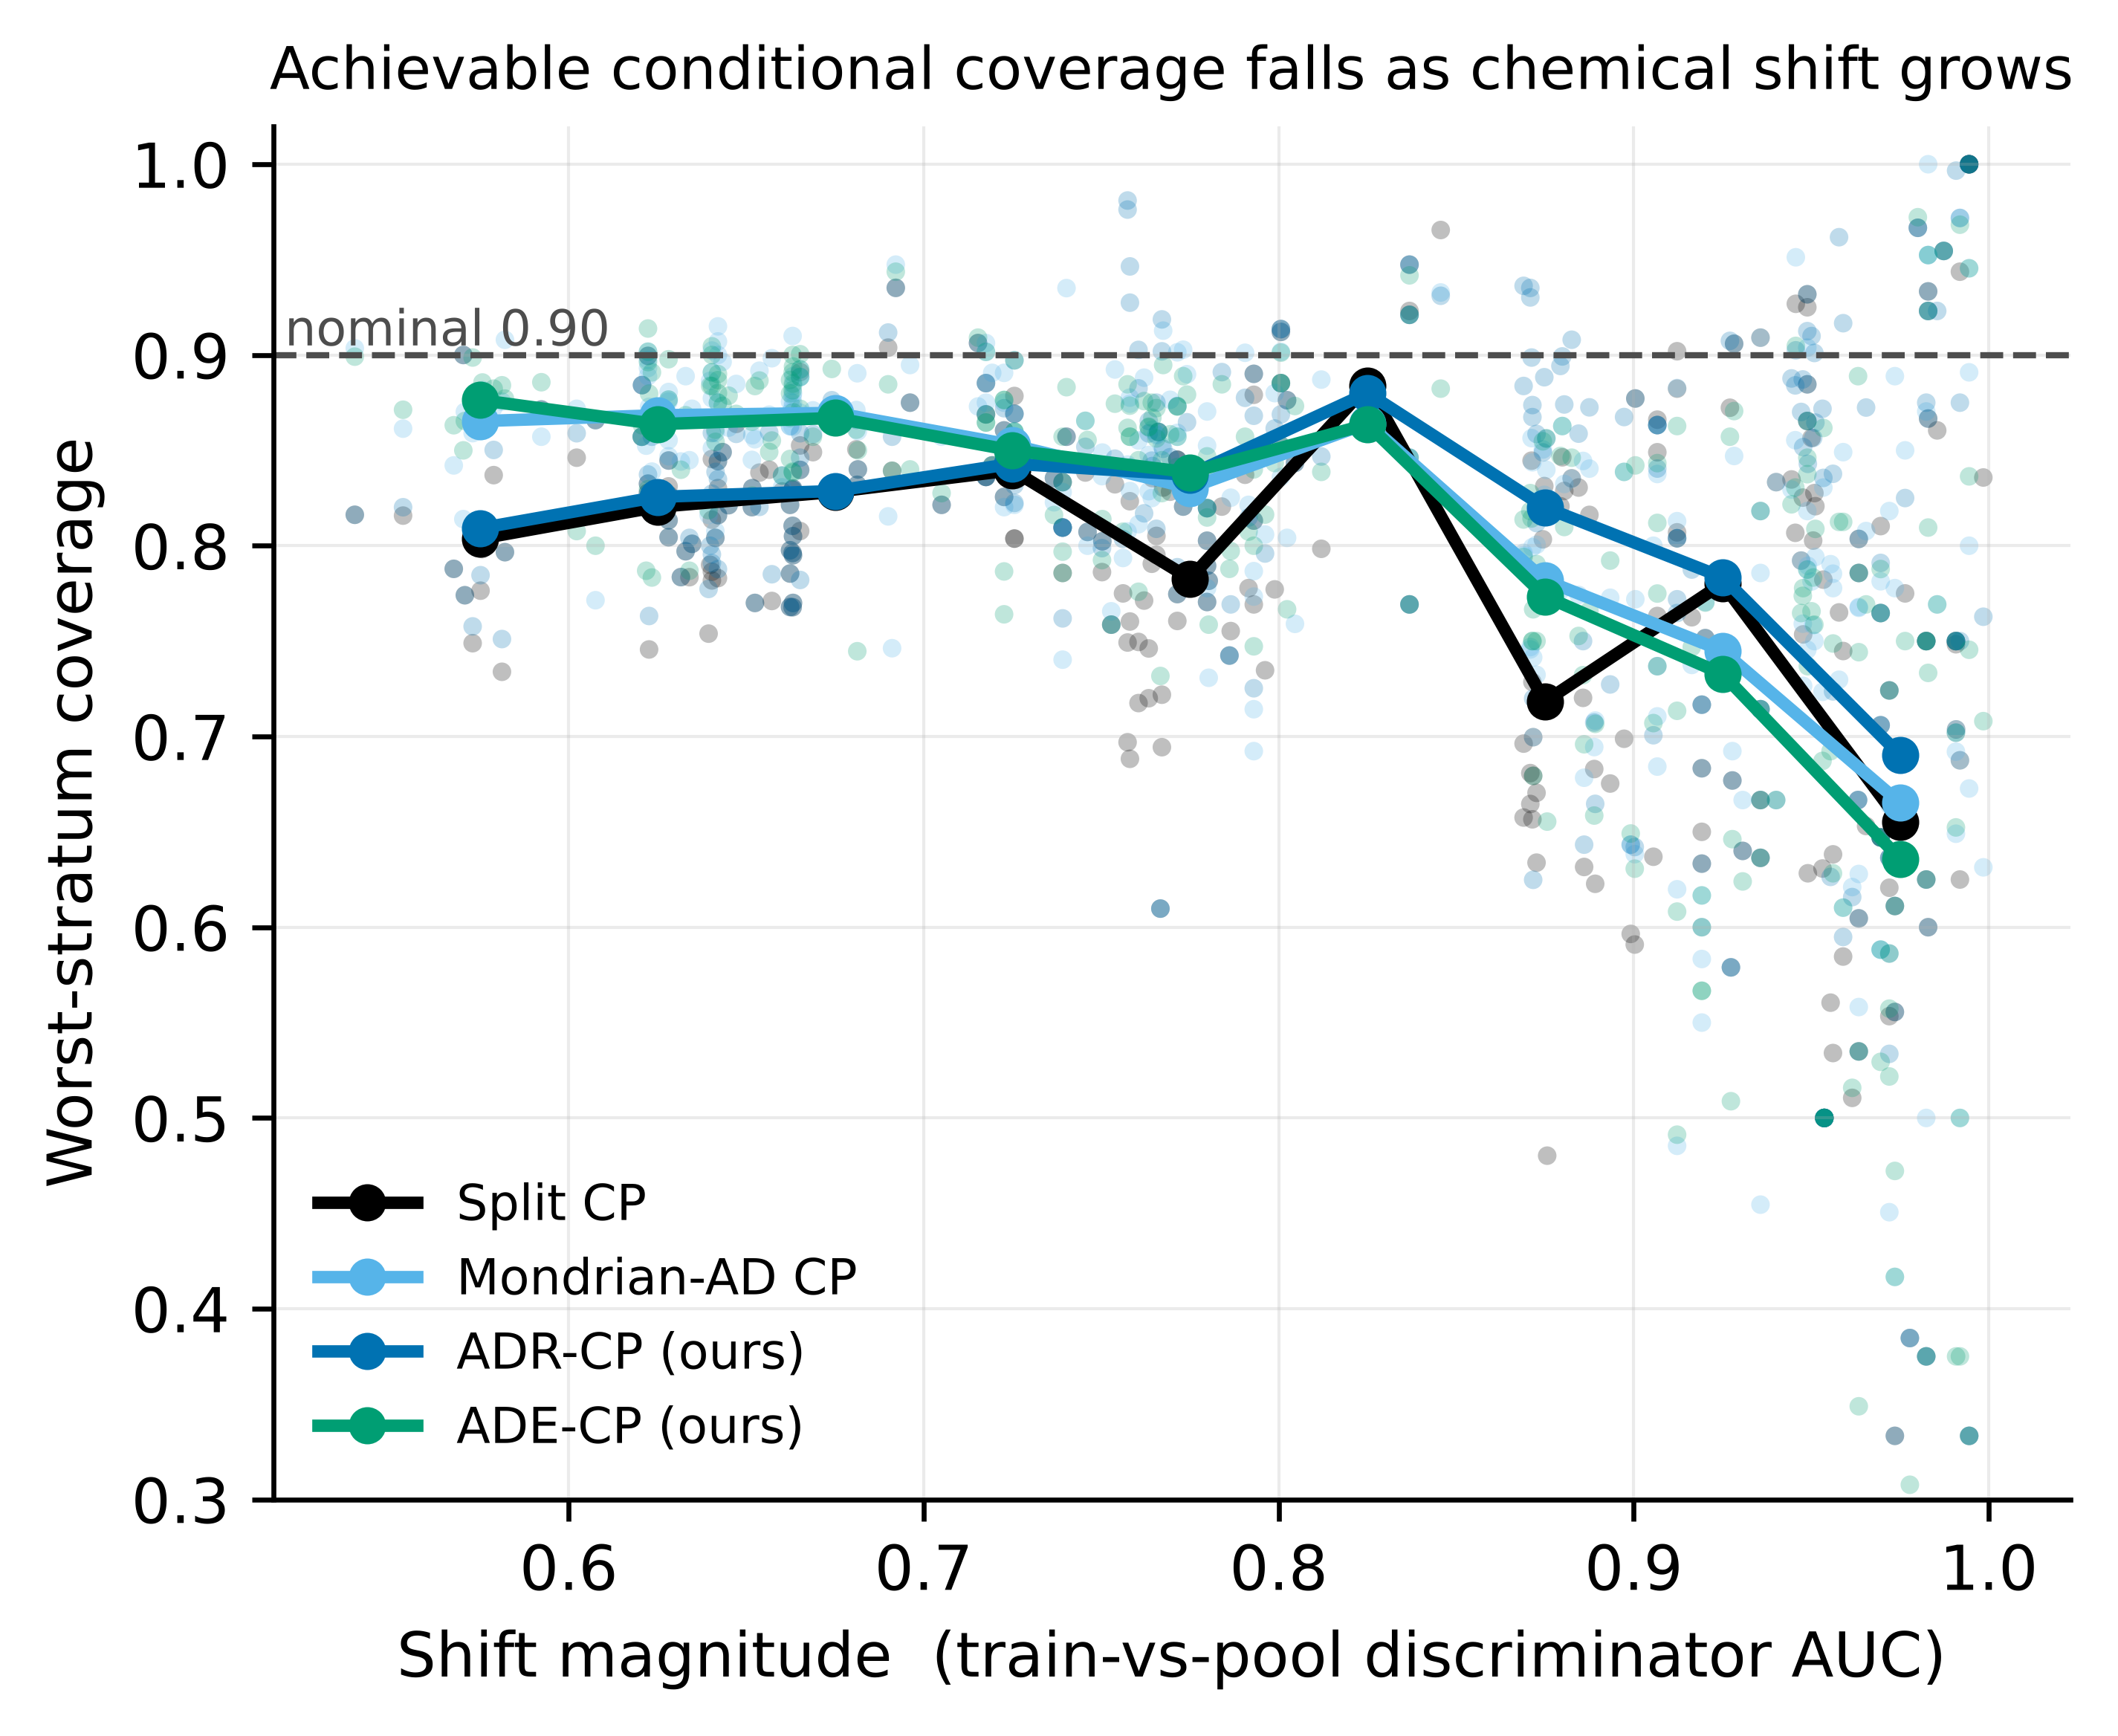 Achievable conditional coverage falls as chemical shift grows
1.0
0.9
0.8
0.7
0.6
0.5
0.4
0.3
Worst-stratum coverage
nominal 0.90
Split CP
Mondrian-AD CP
ADR-CP (ours)
ADE-CP (ours)
0.6
0.7
0.8
0.9
1.0
Shift magnitude  (train-vs-pool discriminator AUC)